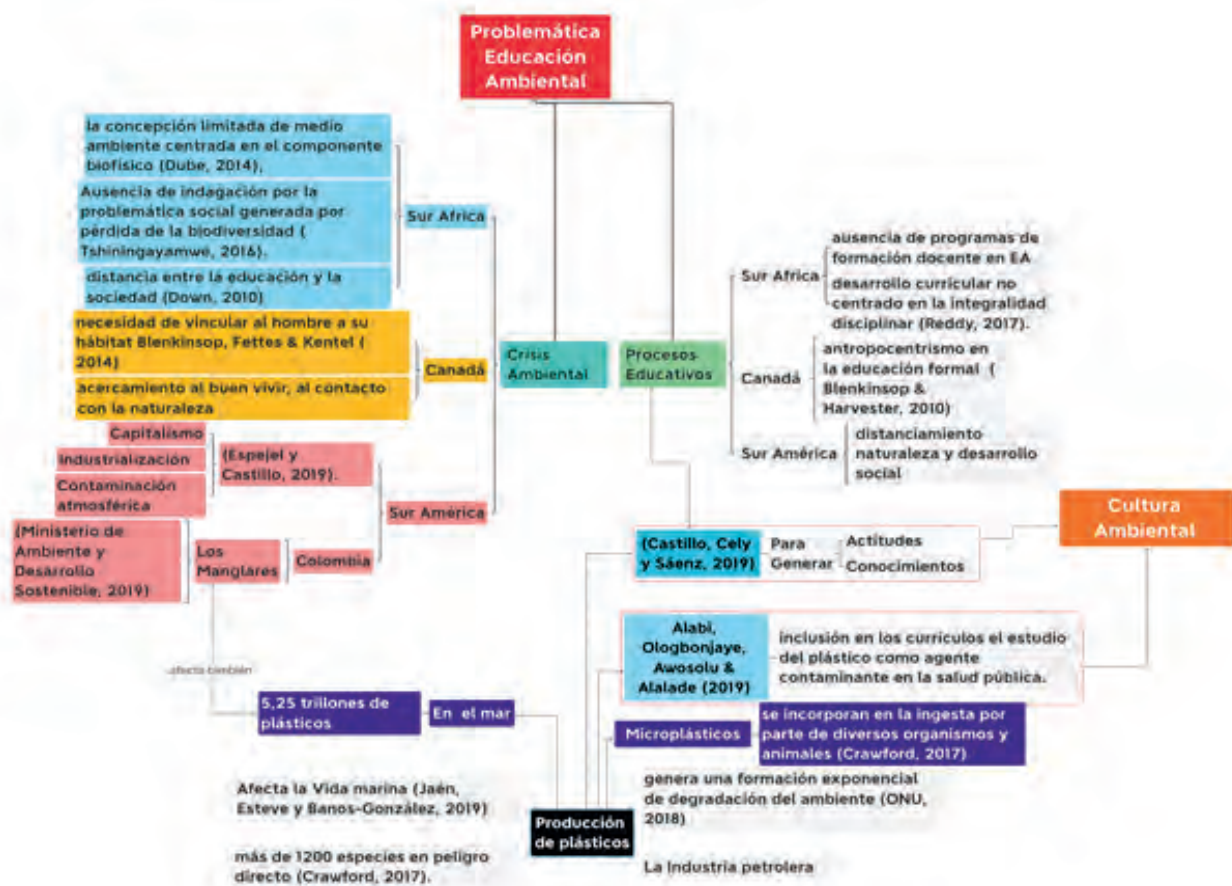 Problemática
Educación
Ambiental
la concepción limitada de medio
ambiente centrada en el componente
biofísico (Dube, 2014),
Ausencia de indagación por la
problemática social generada por
pérdida de la biodiversidad (
Tshiningayamwe, 2016).
distancia entre la educación y la
sociedad (Down, 2010)
Sur Africa
necesidad de vincular al hombre a su
hábitat Blenkinsop, Fettes & Kentel (
2014)
acercamiento al buen vivir, al contacto
con la naturaleza
Canadá
Crisis
Ambiental
Capitalismo
Industrialización
Contaminación
atmosférica
(Espejel y
Castillo, 2019).
Sur América
(Ministerio de
Ambiente y
Desarrollo
Sostenible, 2019)
Los
Manglares
Colombia
Procesos
Educativos
Sur Africa
ausencia de programas de
formación docente en EA
desarrollo curricular no
centrado en la integralidad
disciplinar (Reddy, 2017).
Canadá
antropocentrismo en
la educación formal (
Blenkinsop &
Harvester, 2010)
Sur América
distanciamiento
naturaleza y desarrollo
social
Cultura
Ambiental
(Castillo, Cely
y Sáenz, 2019)
Para
Generar
Actitudes
Conocimientos
Alabi,
Ologbonjaye,
Awosolu &
Alalade (2019)
inclusión en los currículos el estudio
del plástico como agente
contaminante en la salud pública.
afecta también
5,25 trillones de
plásticos
En el mar
Microplásticos
se incorporan en la ingesta por
parte de diversos organismos y
animales (Crawford, 2017)
Afecta la Vida marina (Jaén,
Esteve y Banos-González, 2019)
más de 1200 especies en peligro
directo (Crawford, 2017).
Producción
de plásticos
genera una formación exponencial
de degradación del ambiente (ONU,
2018)
La Industria petrolera